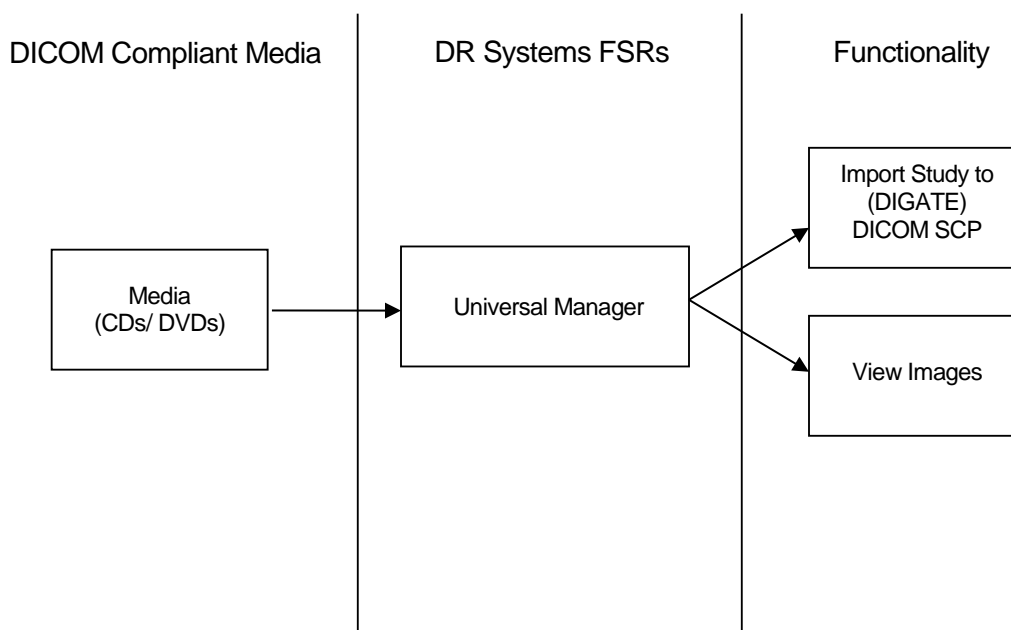 DICOM Compliant Media
DR Systems FSRs
Functionality
Media
(CDs/ DVDs)
Universal Manager
Import Study to
(DIGATE)
DICOM SCP
View Images